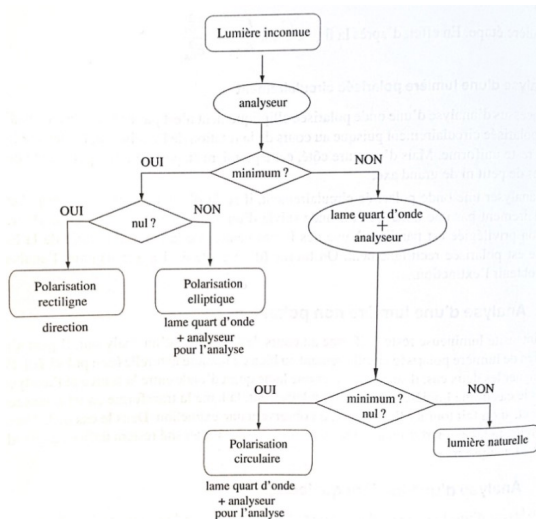 Lumière inconnue
analyseur
OUI
minimum ?
NON
OUI
nul ?
NON
lame quart d'onde
+
analyseur
Polarisation
rectiligne
direction
Polarisation
elliptique
lame quart d'onde
+ analyseur
pour l'analyse
OUI
minimum ?
nul ?
NON
Polarisation
circulaire
lumière naturelle
lame quart d'onde
+ analyseur
pour l'analyse